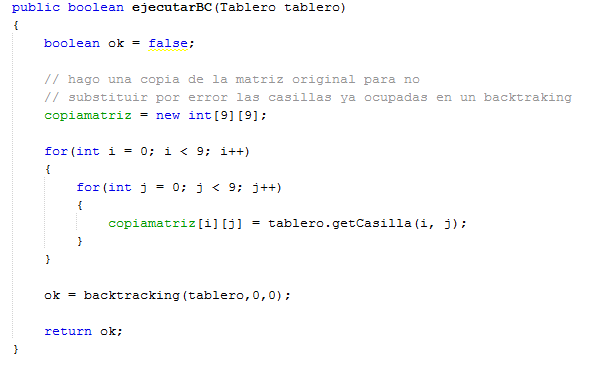 public boolean ejecutarBC(Tablero tablero)
{
boolean ok = false;
// hago una copia de la matriz original para no
// substituir por error las casillas ya ocupadas en un backtraking
copiamatriz = new int[9][9];
for(int i = 0; i < 9; i++)
{
for(int j = 0; j < 9; j++)
{
copiamatriz[i][j] = tablero.getCasilla(i, j);
}
}
ok = backtracking(tablero,0,0);
return ok;
}